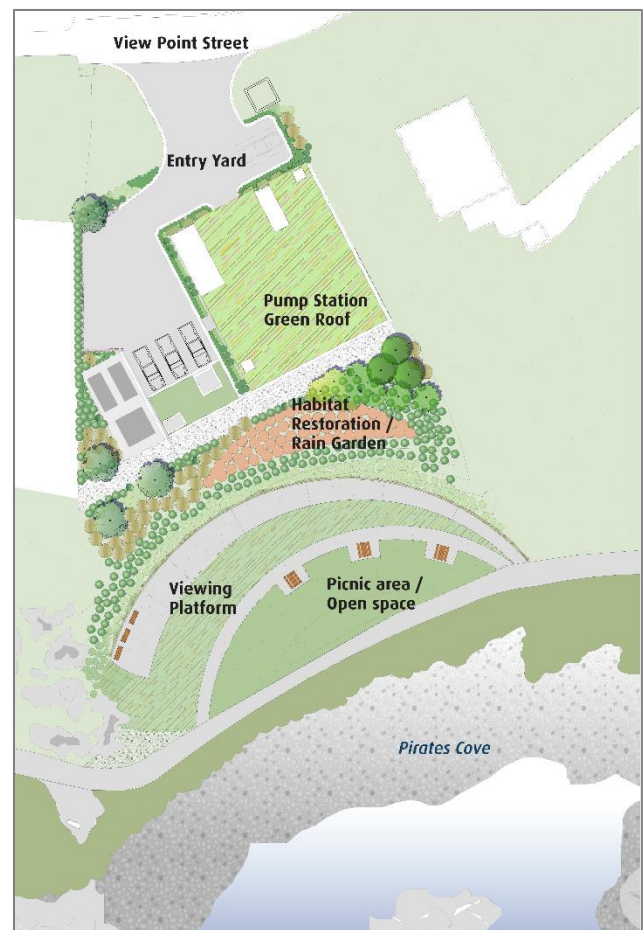 View Point Street
Entry Yard
Pump Station
Green Roof
Habitat
Restoration /
Rain Garden
Viewing
Platform
Picnic area /
Open space
Pirates Cove